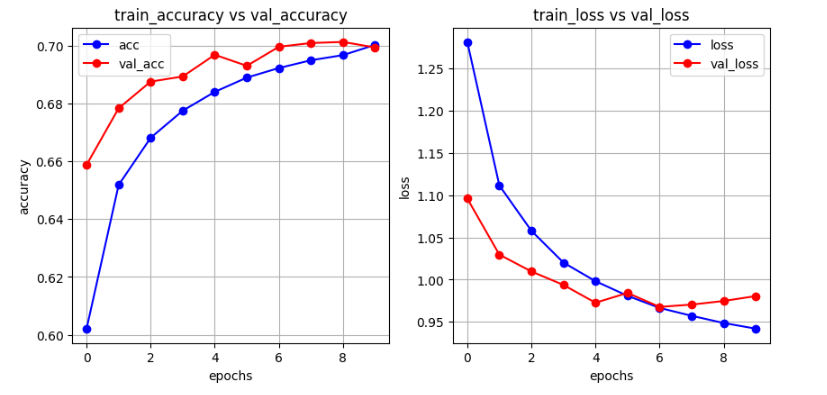 train_accuracy vs val_accuracy
acc
val_acc
0.70
0.68
0.66
0.64
0.62
0.60
accuracy
0 2 4 6 8
epochs
train_loss vs val_loss
loss
val_loss
1.25
1.20
1.15
1.10
1.05
1.00
0.95
loss
0 2 4 6 8
epochs